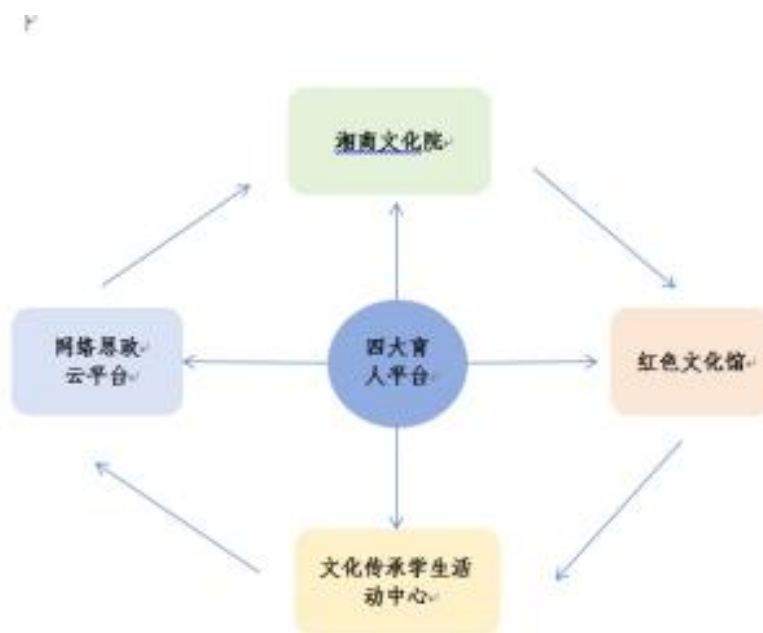 湘南文化院
网络思政
云平台
四大育
人平台
红色文化馆
文化传承学生活
动中心